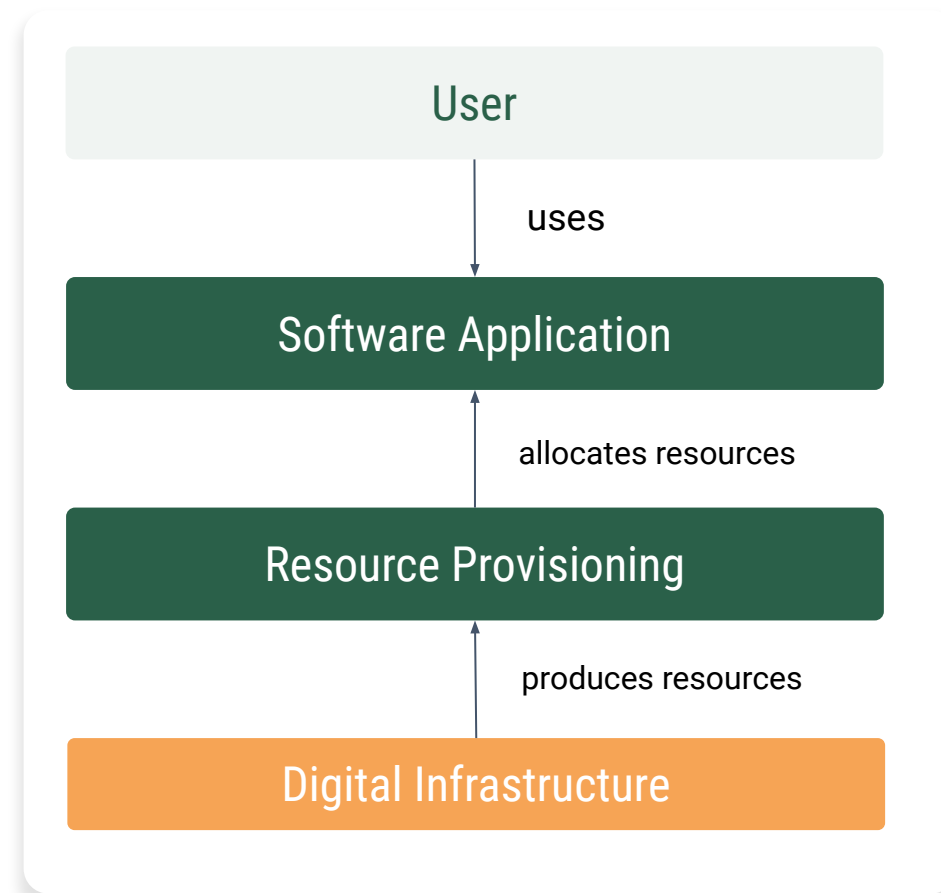 User
uses
Software Application
allocates resources
Resource Provisioning
produces resources
Digital Infrastructure